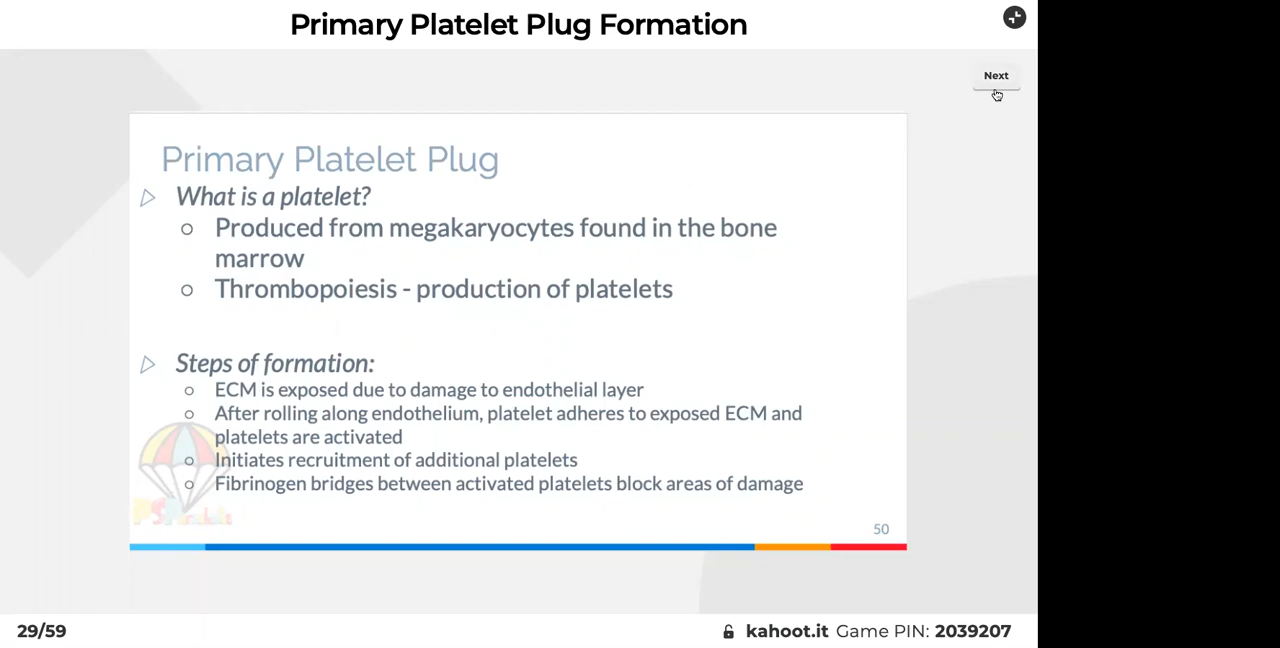 Primary Platelet Plug Formation
Next
Primary Platelet Plug
What is a platelet?
Produced from megakaryocytes found in the bone
marrow
Thrombopoiesis - production of platelets
Steps of formation:
ECM is exposed due to damage to endothelial layer
After rolling along endothelium, platelet adheres to exposed ECM and
platelets are activated
Initiates recruitment of additional platelets
Fibrinogen bridges between activated platelets block areas of damage
50
29/59
kahoot.it Game PIN: 2039207